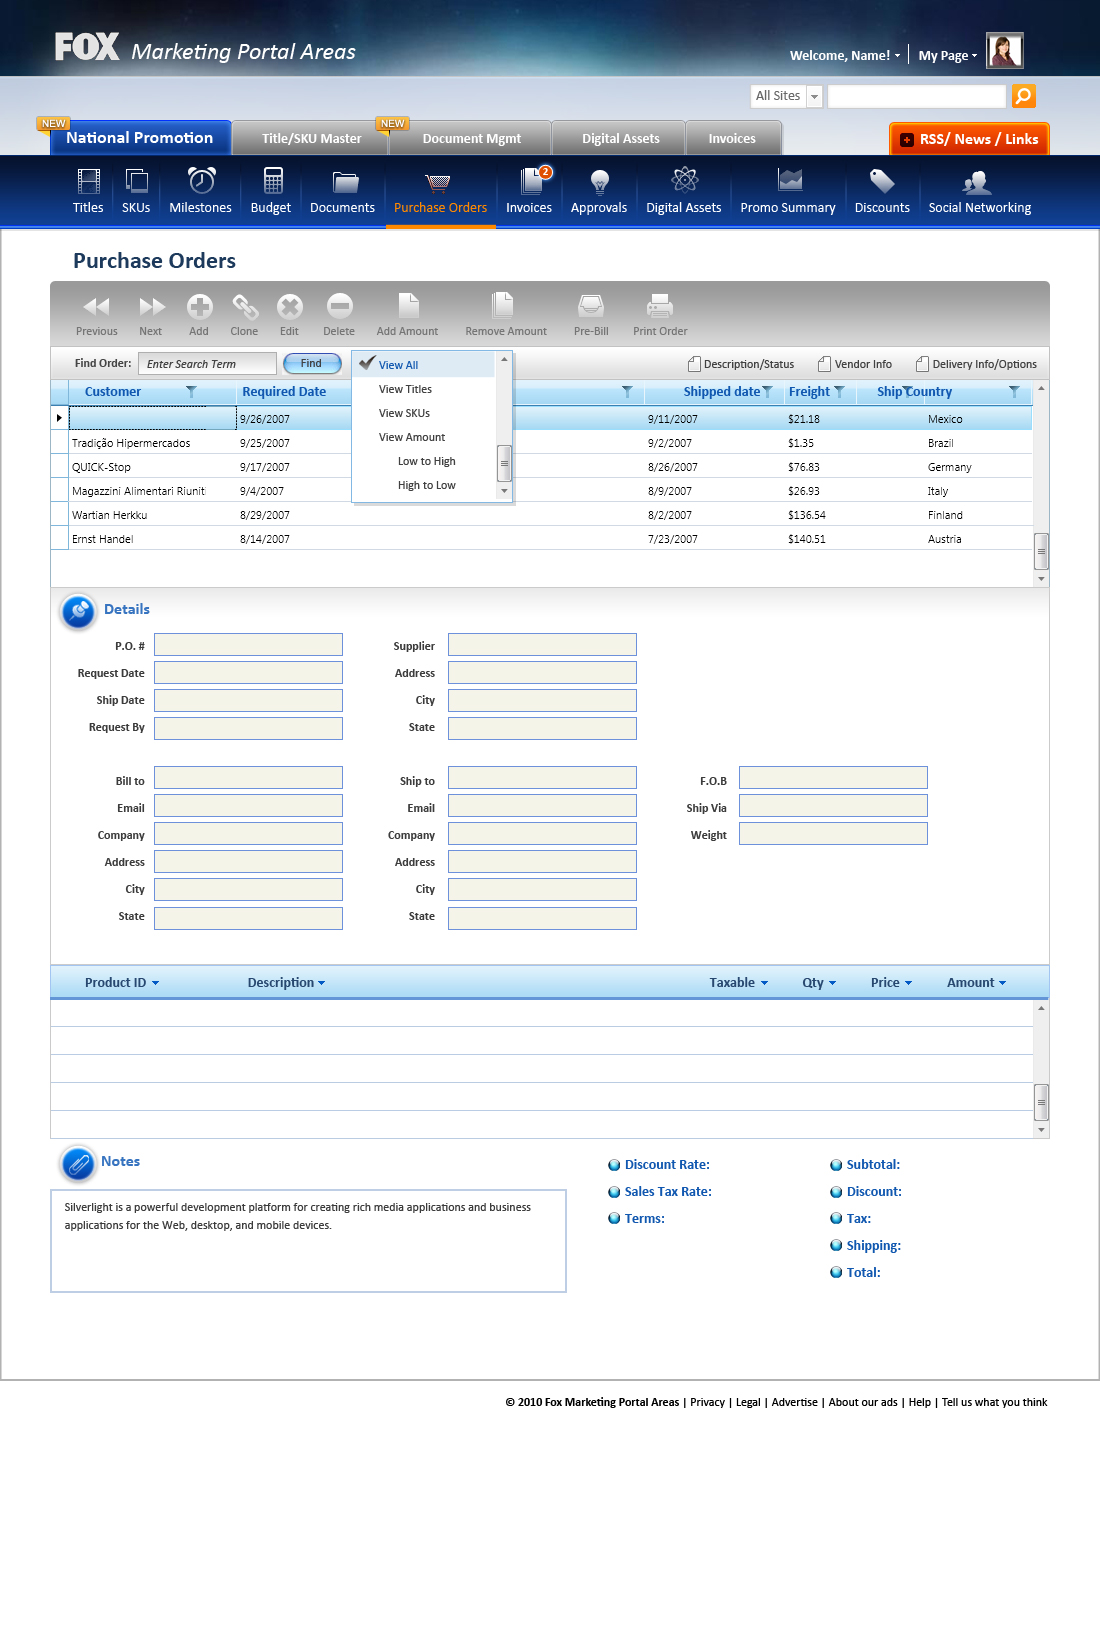 FOX Marketing Portal Areas
Welcome, Name! My Page
All Sites
NEW NEW
National Promotion Title/SKU Master Document Mgmt Digital Assets Invoices RSS/ News / Links
2
Titles SKUs Milestones Budget Documents Purchase Orders Invoices Approvals Digital Assets Promo Summary Discounts Social Networking
Purchase Orders
Previous Next Add Clone Edit Delete Add Amount Remove Amount Pre-Bill Print Order
Find Order: Enter Search Term Find Description/Status Vendor Info Delivery Info/Options
View All
View Titles
View SKUs
View Amount
Low to High
High to Low
Customer Required Date Shipped date Freight Ship Country
9/26/2007 9/11/2007 $21.18 Mexico
Tradição Hipermercados 9/25/2007 9/2/2007 $1.35 Brazil
QUICK-Stop 9/17/2007 8/26/2007 $76.83 Germany
Magazzini Alimentari Riuniti 9/4/2007 8/9/2007 $26.93 Italy
Wartian Herkku 8/29/2007 8/2/2007 $136.54 Finland
Ernst Handel 8/14/2007 7/23/2007 $140.51 Austria
Details
P.O. # Supplier
Request Date Address
Ship Date City
Request By State
Bill to Ship to F.O.B
Email Email Ship Via
Company Company Weight
Address Address
City City
State State
Product ID Description Taxable Qty Price Amount
Notes
Silverlight is a powerful development platform for creating rich media applications and business
applications for the Web, desktop, and mobile devices.
Discount Rate: Subtotal:
Sales Tax Rate: Discount:
Terms: Tax:
Shipping:
Total:
© 2010 Fox Marketing Portal Areas | Privacy | Legal | Advertise | About our ads | Help | Tell us what you think